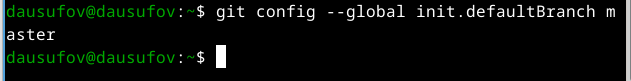 dausufov@dausufov:~$ git config --global init.defaultBranch m
aster
dausufov@dausufov:~$